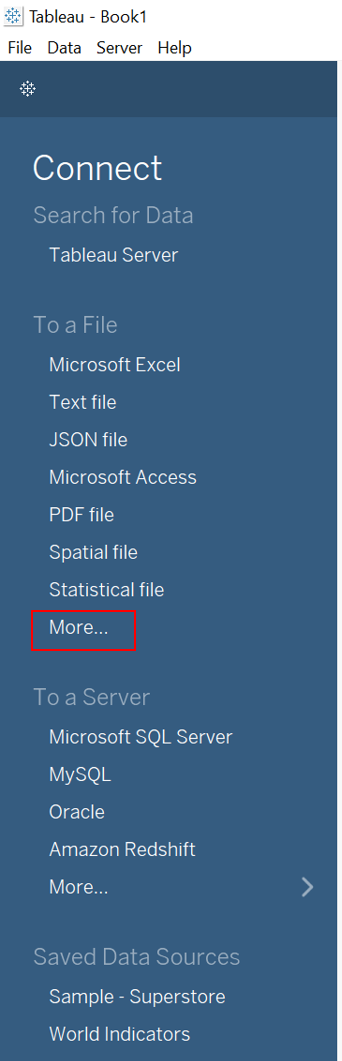 Tableau - Book1
File Data Server Help
Connect
Search for Data
Tableau Server
To a File
Microsoft Excel
Text file
JSON file
Microsoft Access
PDF file
Spatial file
Statistical file
More...
To a Server
Microsoft SQL Server
MySQL
Oracle
Amazon Redshift
More...
Saved Data Sources
Sample - Superstore
World Indicators